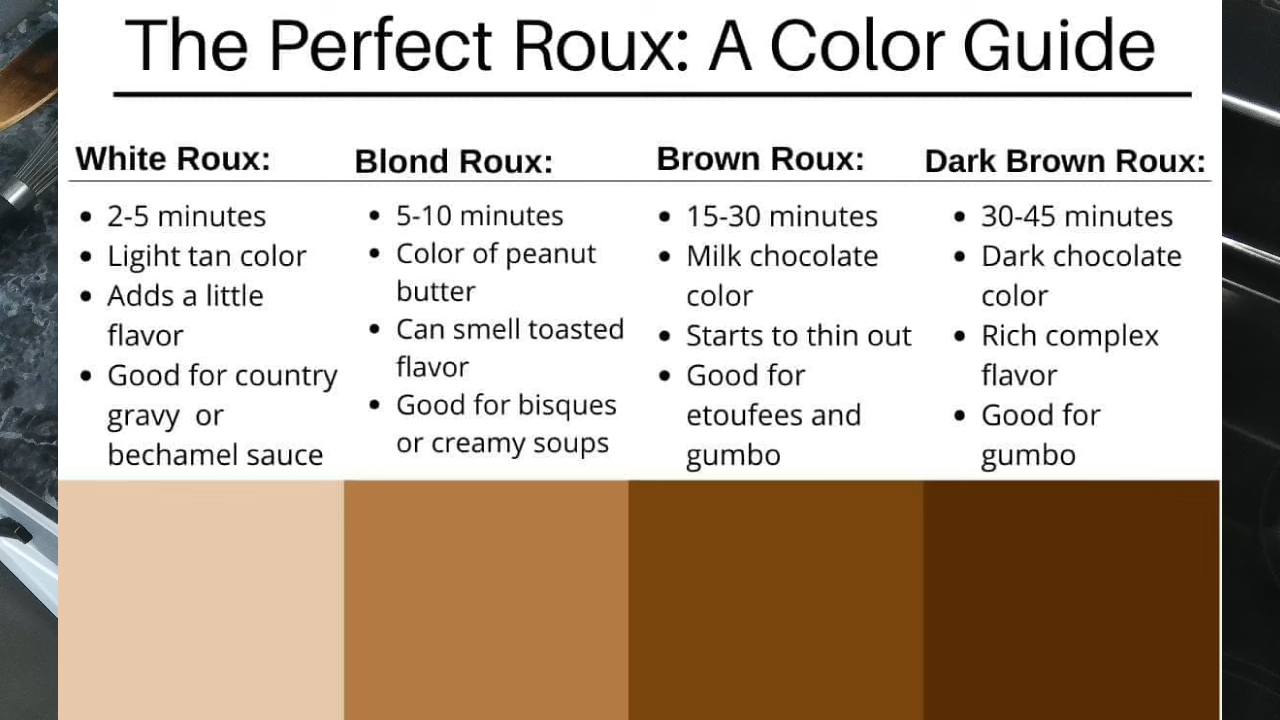 The Perfect Roux: A Color Guide
White Roux:
• 2-5 minutes
• Ligiht tan color
• Adds a little
flavor
• Good for country
gravy  or
bechamel sauce
Blond Roux:
• 5-10 minutes
• Color of peanut
butter
• Can smell toasted
flavor
• Good for bisques
or creamy soups
Brown Roux:
• 15-30 minutes
• Milk chocolate
color
• Starts to thin out
• Good for
etoufees and
gumbo
Dark Brown Roux:
• 30-45 minutes
• Dark chocolate
color
• Rich complex
flavor
• Good for
gumbo